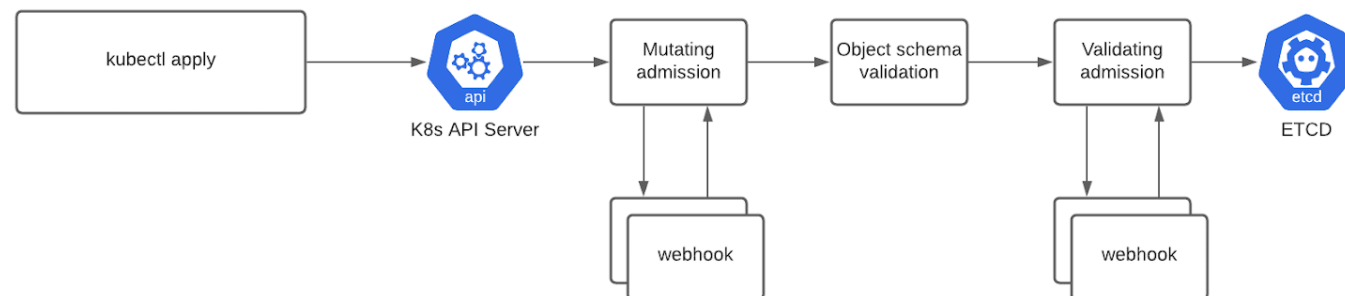 kubectl apply
api
K8s API Server
Mutating
admission
Object schema
validation
Validating
admission
etcd
ETCD
webhook
webhook